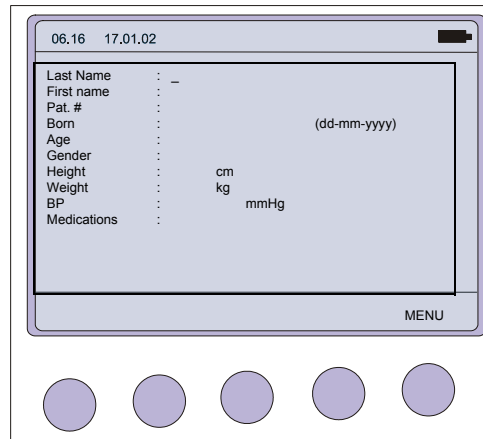 06.16 17.01.02
Last Name : _
First name :
Pat. # :
Born : (dd-mm-yyyy)
Age :
Gender :
Height : cm
Weight : kg
BP : mmHg
Medications :
MENU